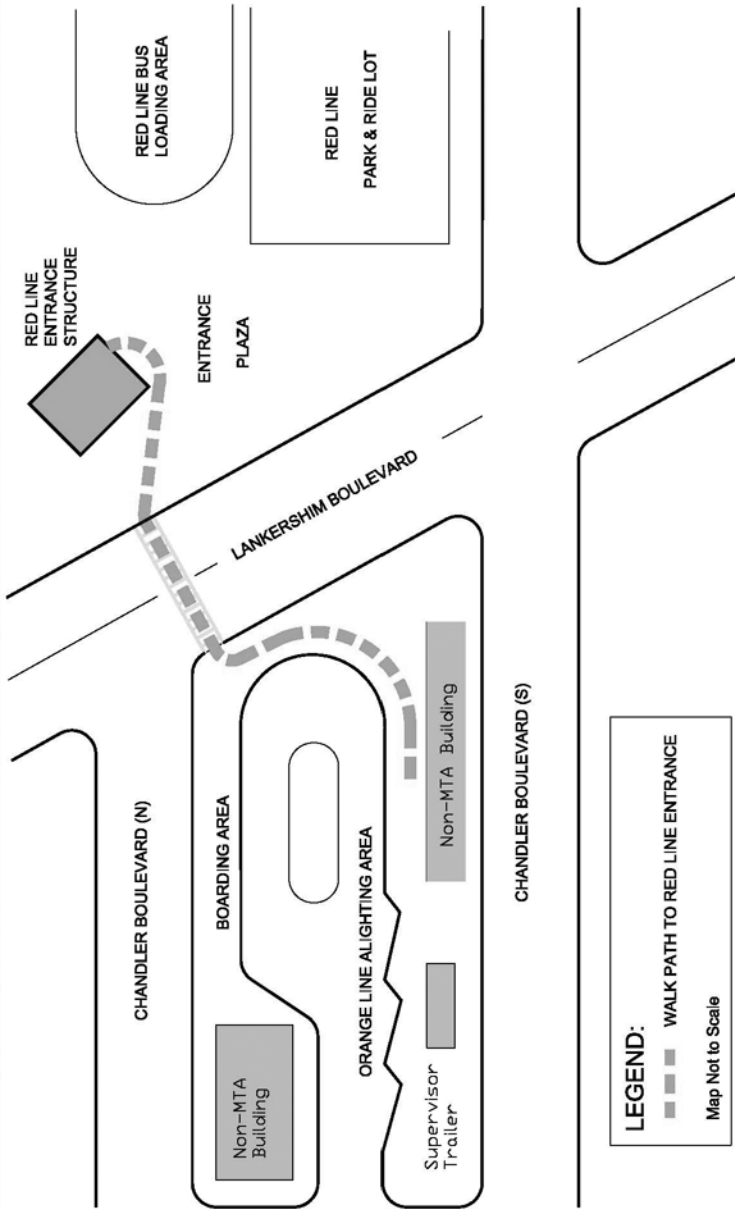 CHANDLER BOULEVARD (N)
Non-MTA
Building
BOARDING AREA
ORANGE LINE ALIGHTING AREA
Supervisor
Trailer
Non-MTA Building
CHANDLER BOULEVARD (S)
LANKERSHIM BOULEVARD
RED LINE
ENTRANCE
STRUCTURE
ENTRANCE
PLAZA
RED LINE BUS
LOADING AREA
RED LINE
PARK & RIDE LOT
LEGEND:
WALK PATH TO RED LINE ENTRANCE
Map Not to Scale